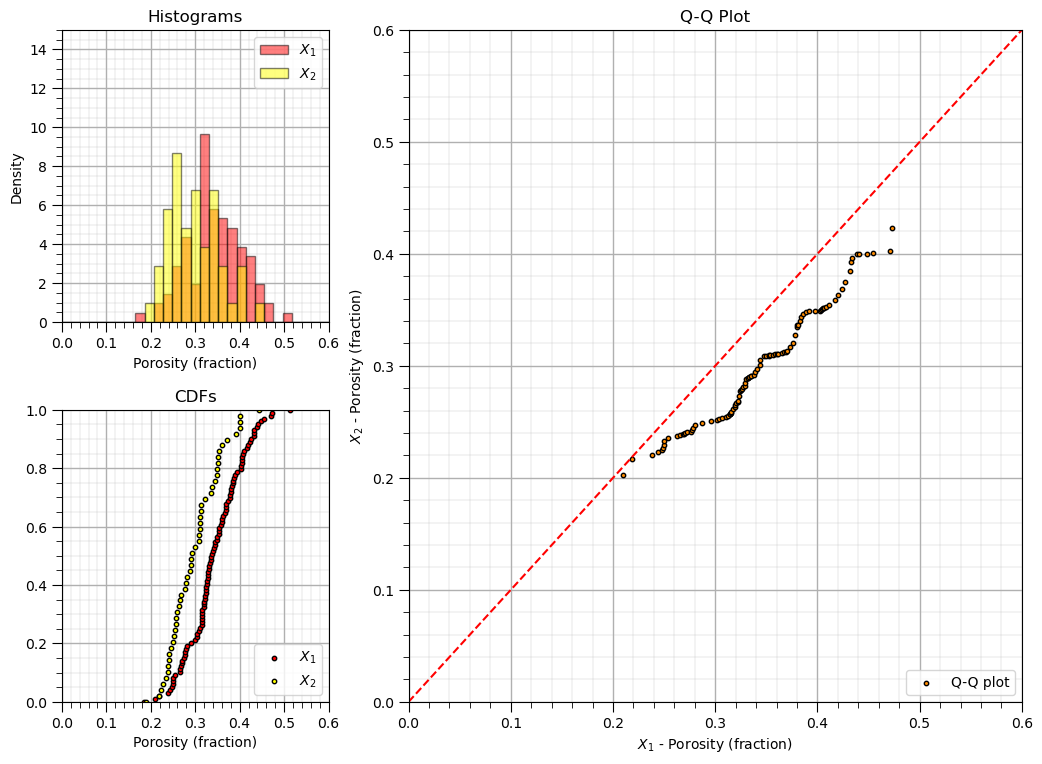 Histograms
14
12
10
8
6
4
2
0
Density
X₁
X₂
0.0 0.1 0.2 0.3 0.4 0.5 0.6
Porosity (fraction)
CDFs
1.0
0.8
0.6
0.4
0.2
0.0
X₁
X₂
0.0 0.1 0.2 0.3 0.4 0.5 0.6
Porosity (fraction)
Q-Q Plot
0.6
0.5
0.4
0.3
0.2
0.1
0.0
X₂ - Porosity (fraction)
Q-Q plot
0.0 0.1 0.2 0.3 0.4 0.5 0.6
X₁ - Porosity (fraction)